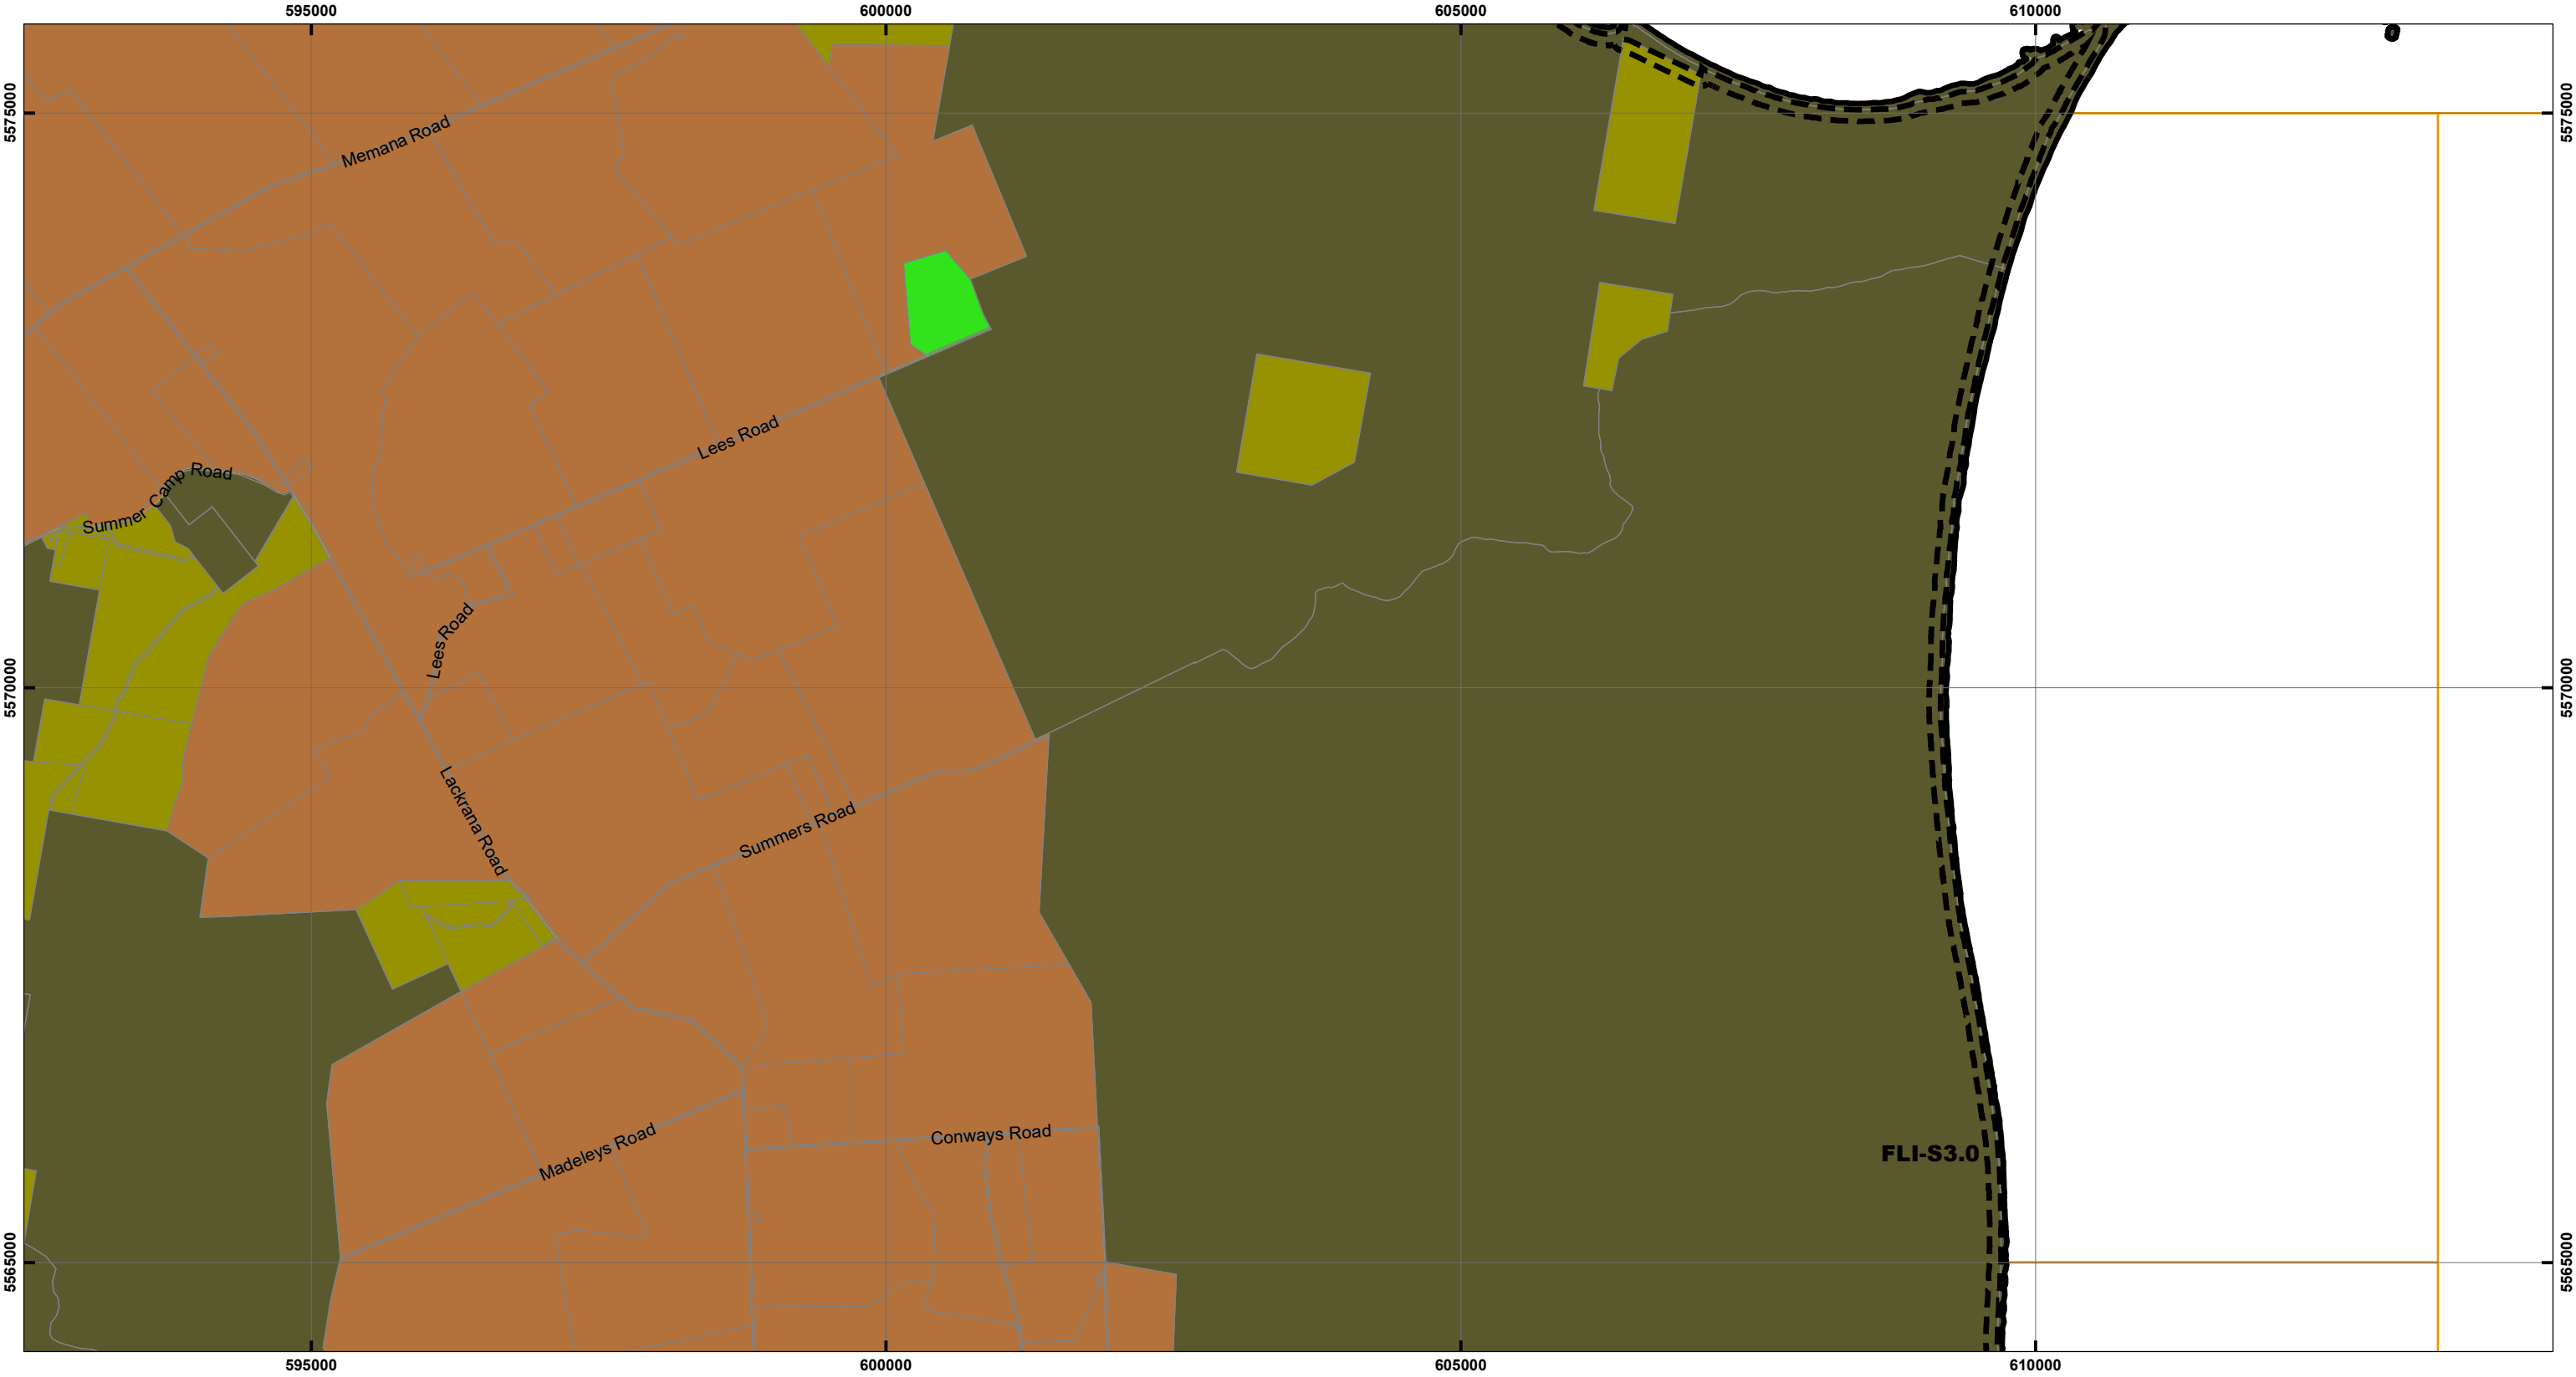 595000
600000
605000
610000
5575000
5575000
Memana Road
Lees Road
Summer Camp Road
Lees Road
5570000
5570000
Lackrana Road
Summers Road
Madeleys Road
Conways Road
FLI-S3.0
5565000
5565000
595000
600000
605000
610000